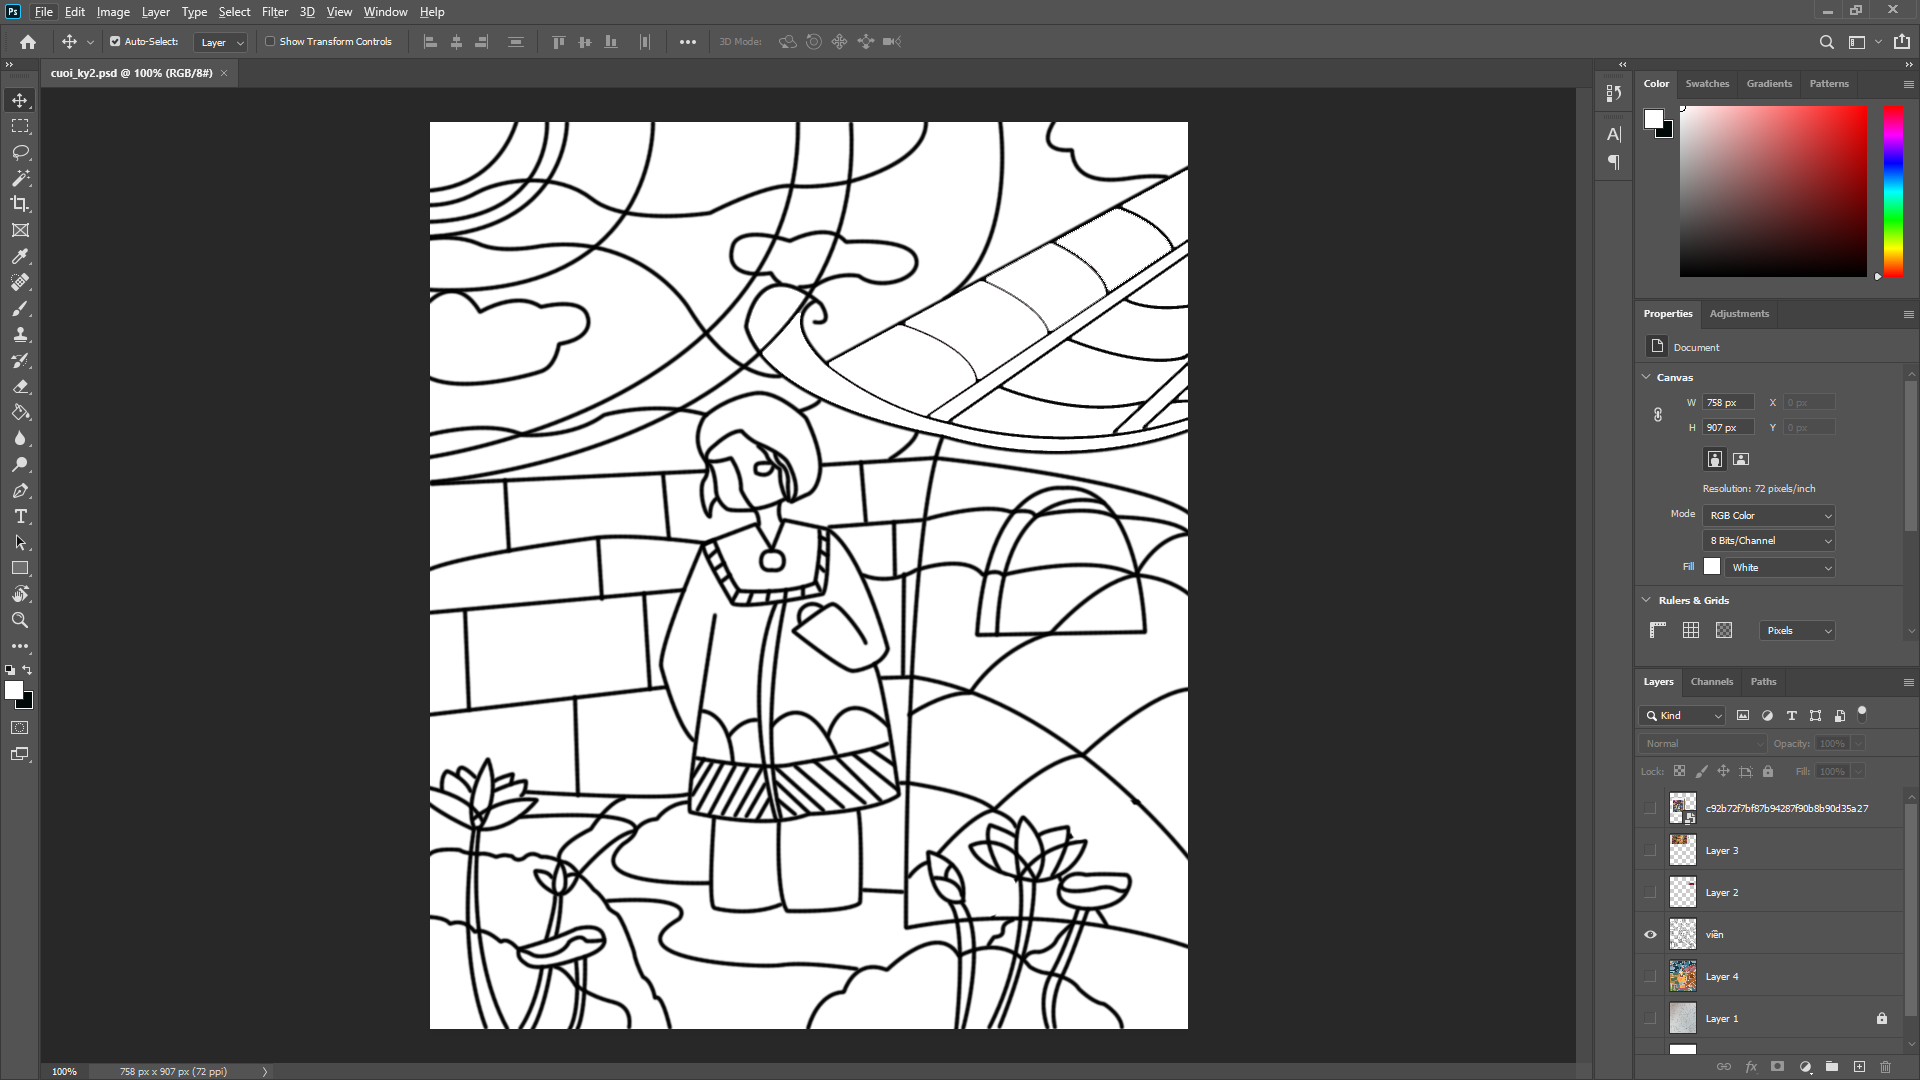 Ps File Edit Image Layer Type Select Filter 3D View Window Help
Auto-Select: Layer Show Transform Controls 3D Mode:
cuoi_ky2.psd @ 100% (RGB/8#) ×
Color Swatches Gradients Patterns
Properties Adjustments
Document
Canvas
W 758 px X 0 px
H 907 px Y 0 px
Resolution: 72 pixels/inch
Mode RGB Color
8 Bits/Channel
Fill White
Rulers & Grids
Pixels
Layers Channels Paths
Kind
Normal Opacity: 100%
Lock: Fill: 100%
c92b72f7bf87b94287f90b8b90d35a27
Layer 3
Layer 2
viền
Layer 4
Layer 1
100% 758 px x 907 px (72 ppi)